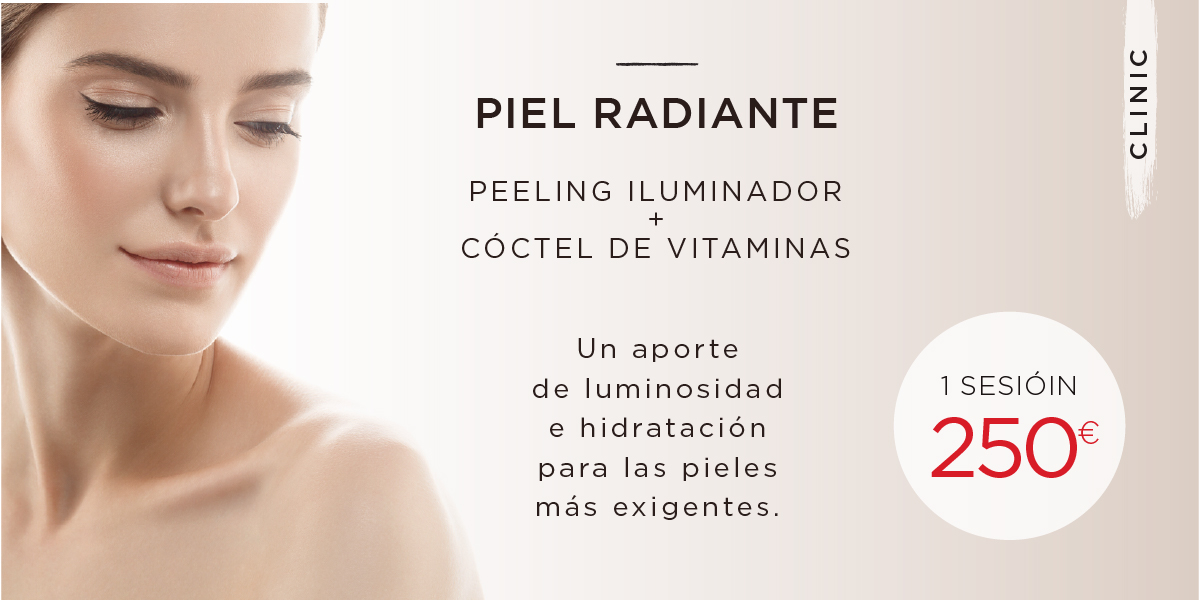 PIEL RADIANTE
PEELING ILUMINADOR
+
CÓCTEL DE VITAMINAS
Un aporte
de luminosidad
e hidratación
para las pieles
más exigentes.
1 SESIÓIN
250€
CLINIC